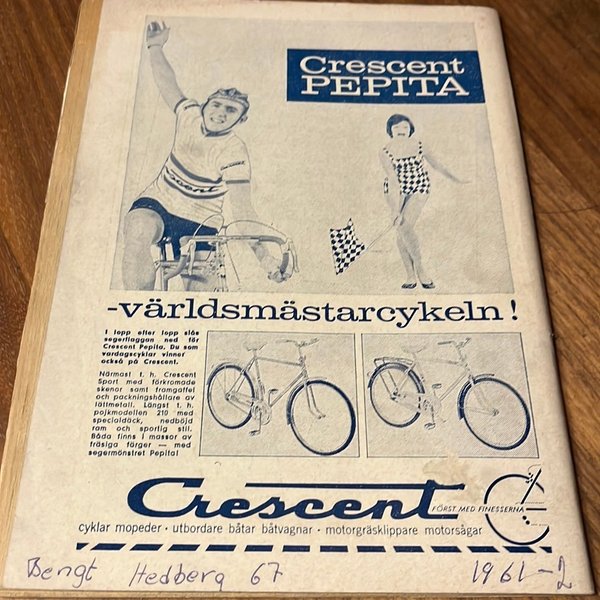 Crescent
PEPITA
crescent
-världsmästarcykeln!
I lopp efter lopp slås
segerflaggan ned för
Crescent Pepita. Du som
vardagscyklar vinner
också på Crescent.
Närmast t. h. Crescent
Sport med förkromade
skenor samt framgaffel
och packningshållare av
lättmetall. Längst t. h.
pojkmodellen 210 med
specialdäck, nedböjd
ram och sportlig stil.
Båda finns i massor av
fräsiga färger — med
segermönstret Pepita!
Crescent
FÖRST MED FINESSERNA
cyklar mopeder · utbordare båtar båtvagnar · motorgräsklippare motorsågar
Bengt Hedberg 67
1961-2